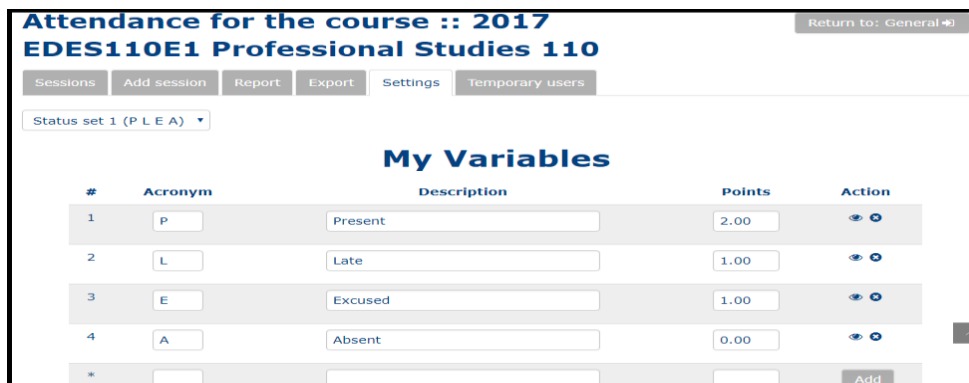 Attendance for the course :: 2017
Return to: General
EDES110E1 Professional Studies 110
Sessions Add session Report Export Settings Temporary users
Status set 1 (P L E A)
My Variables
# Acronym Description Points Action
1 P Present 2.00
2 L Late 1.00
3 E Excused 1.00
4 A Absent 0.00
* Add